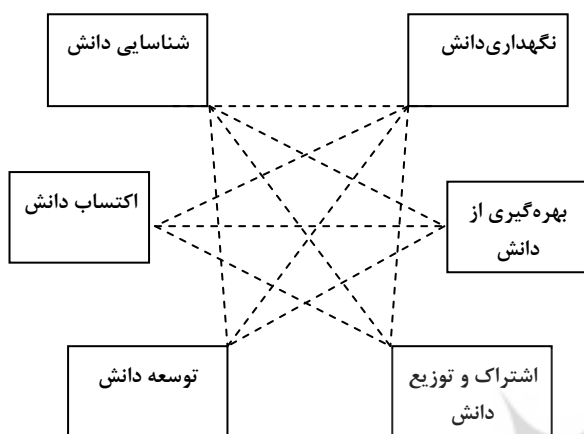 نگهداری‌دانش
شناسایی دانش
بهره‌گیری از
دانش
اکتساب دانش
اشتراک و توزیع
دانش
توسعه دانش